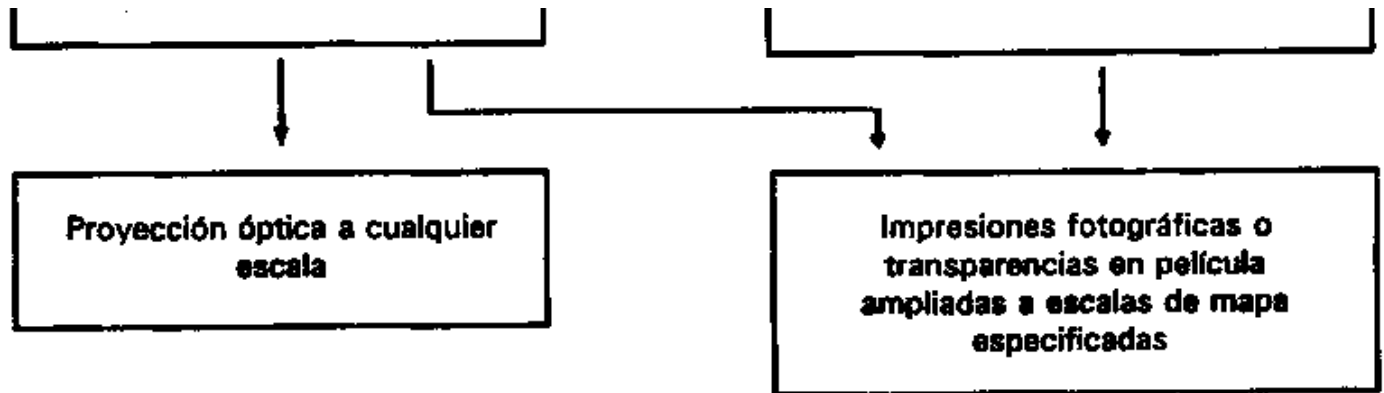 Proyección óptica a cualquier
escala
Impresiones fotográficas o
transparencias en película
ampliadas a escalas de mapa
especificadas